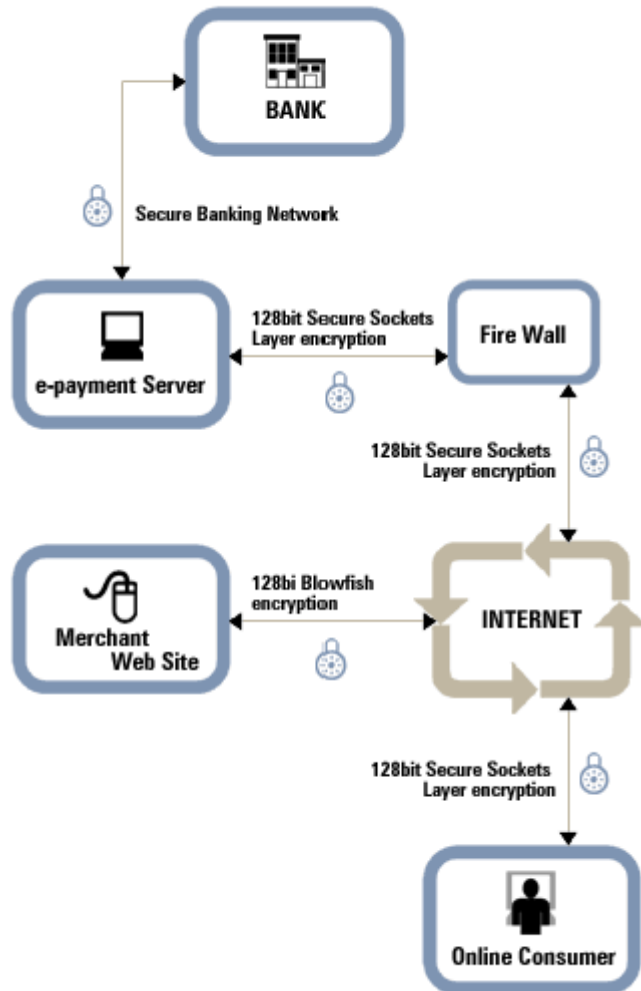 BANK
Secure Banking Network
128bit Secure Sockets
Layer encryption
Fire Wall
e-payment Server
128bit Secure Sockets
Layer encryption
128bi Blowfish
encryption
INTERNET
Merchant
Web Site
128bit Secure Sockets
Layer encryption
Online Consumer